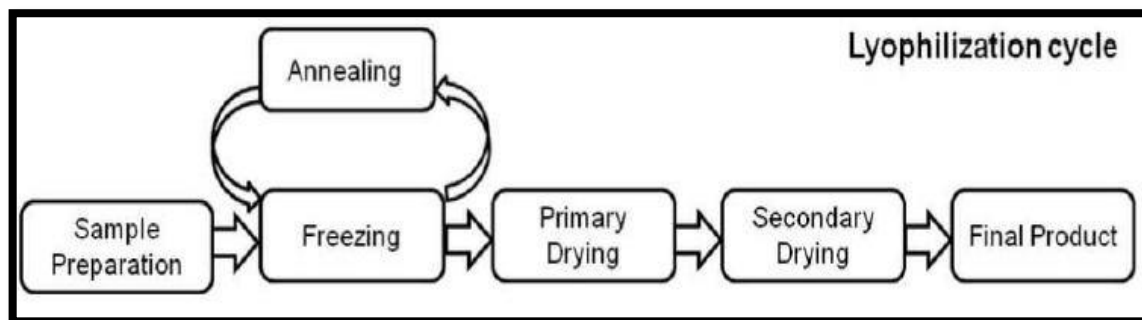 Lyophilization cycle
Annealing
Sample
Preparation
Freezing
Primary
Drying
Secondary
Drying
Final Product